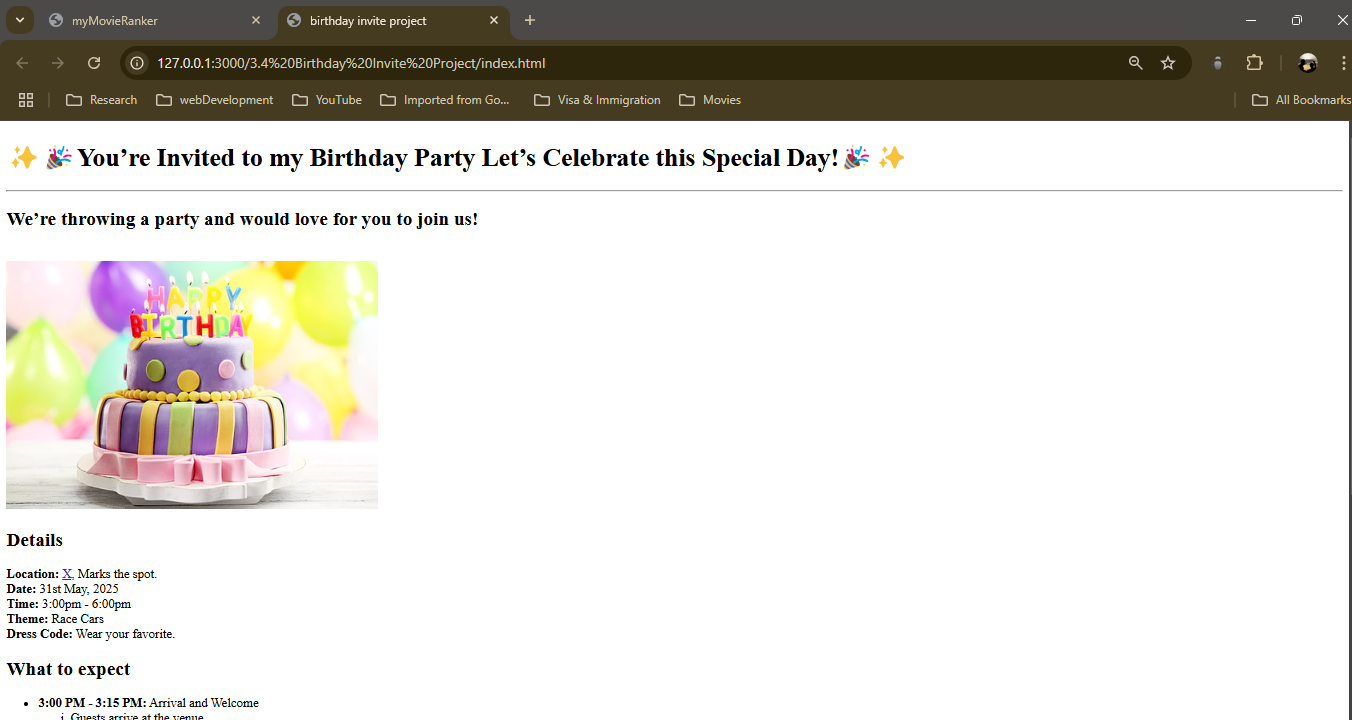 myMovieRanker
birthday invite project
127.0.0.1:3000/3.4%20Birthday%20Invite%20Project/index.html
Research
webDevelopment
YouTube
Imported from Go...
Visa & Immigration
Movies
All Bookmarks
✨ 🎉 You’re Invited to my Birthday Party Let’s Celebrate this Special Day! 🎉 ✨
We’re throwing a party and would love for you to join us!
HAPPY
BIRTHDAY
Details
Location: X, Marks the spot.
Date: 31st May, 2025
Time: 3:00pm - 6:00pm
Theme: Race Cars
Dress Code: Wear your favorite.
What to expect
• 3:00 PM - 3:15 PM: Arrival and Welcome
i. Guests arrive at the venue